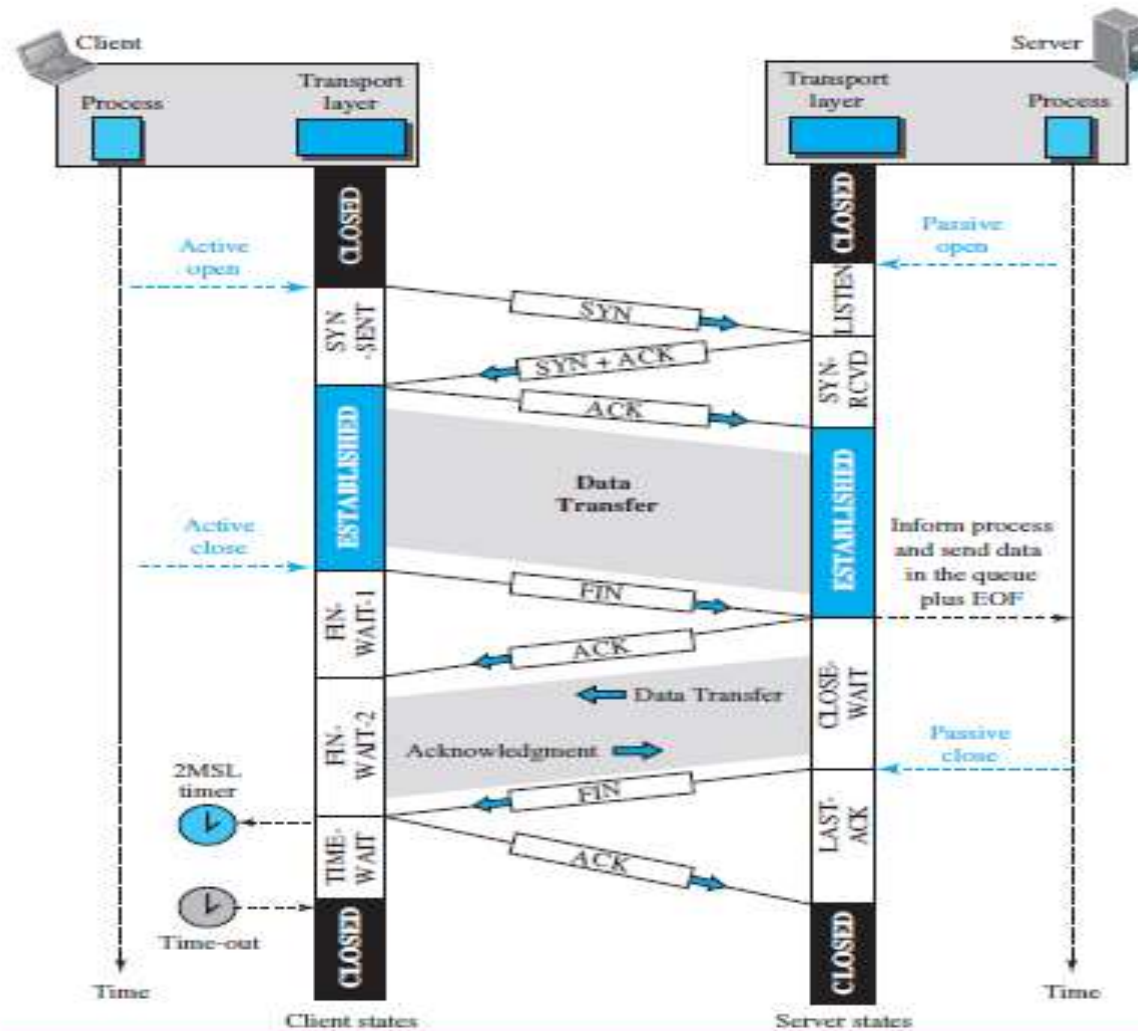 Client
Server
Process
Transport
layer
Transport
layer
Process
CLOSED
CLOSED
Active
open
Passive
open
SYN
-SENT
SYN
LISTEN
SYN + ACK
SYN-
RCVD
ACK
ESTABLISHED
Data
Transfer
ESTABLISHED
Active
close
Inform process
and send data
in the queue
plus EOF
FIN
FIN-
WAIT-1
ACK
CLOSE-
WAIT
Data Transfer
FIN-
WAIT-2
Acknowledgment
Passive
close
2MSL
timer
FIN
TIME-
WAIT
LAST-
ACK
ACK
Time-out
CLOSED
CLOSED
Time
Time
Client states
Server states